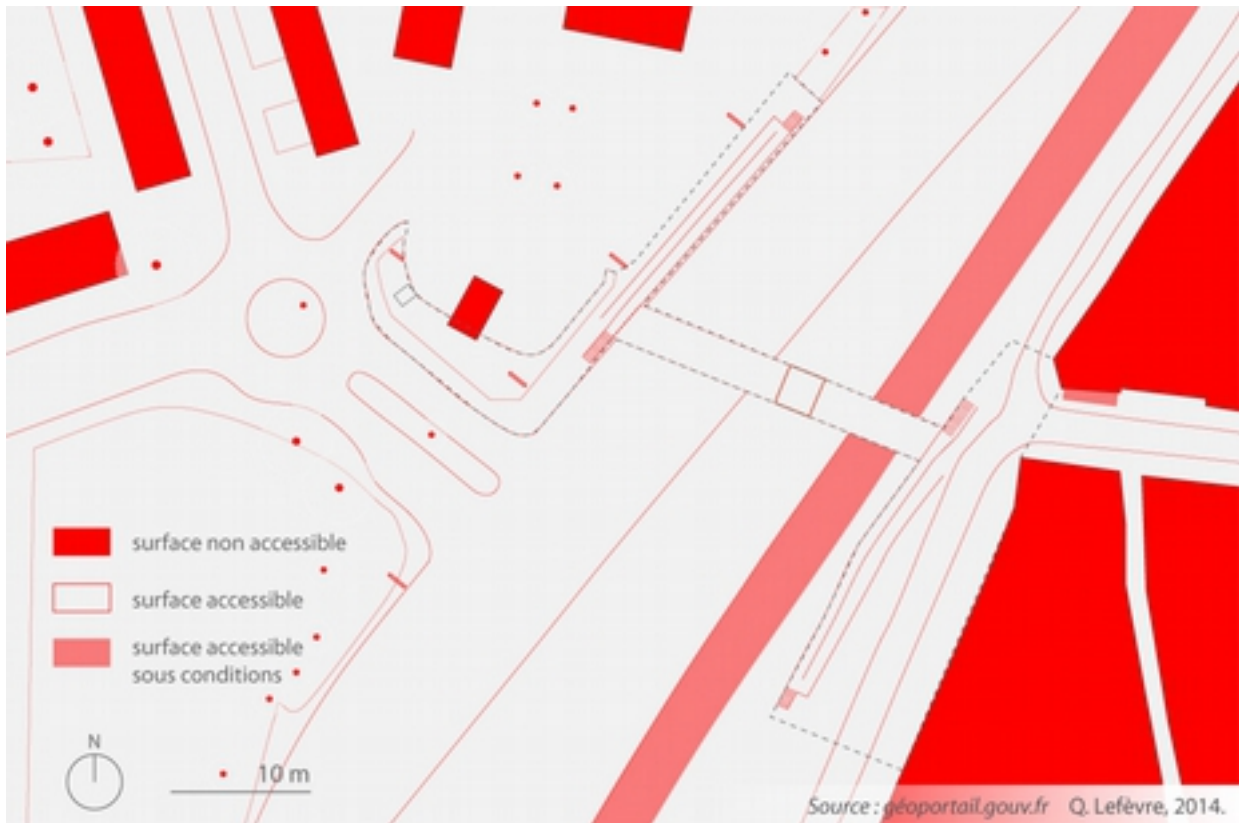 surface non accessible
surface accessible
surface accessible
sous conditions
N
10 m
Source : géoportail.gouv.fr Q. Lefèvre, 2014.